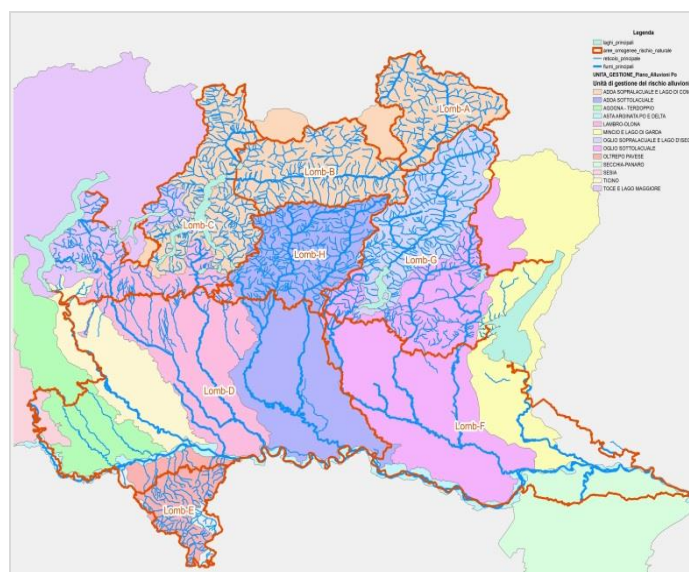 Legenda
laghi_principali
aree_omogenee_rischio_naturale
reticolo_principale
fiumi_principali
UNITA_GESTIONE_Piano_Alluvioni Po
Unità di gestione del rischio alluvioni
ADDA SOPRALACUALE E LAGO DI COM
ADDA SOTTOLACUALE
AGOGNA - TERDOPPIO
ASTA ARGINATA PO E DELTA
LAMBRO-OLONA
MINCIO E LAGO DI GARDA
OGLIO SOPRALACUALE E LAGO D'ISEO
OGLIO SOTTOLACUALE
OLTREPO PAVESE
SECCHIA-PANARO
SESIA
TICINO
TOCE E LAGO MAGGIORE
Lomb-A
Lomb-B
Lomb-C
Lomb-H
Lomb-G
Lomb-D
Lomb-F
Lomb-E